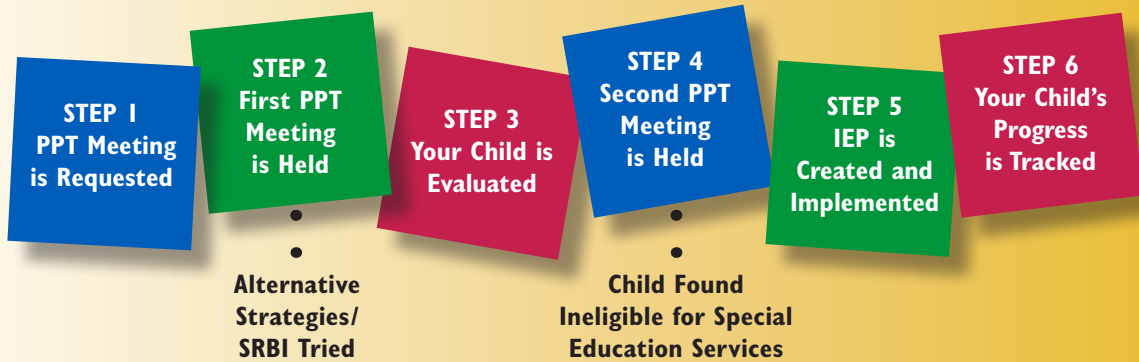 STEP 1
PPT Meeting
is Requested
STEP 2
First PPT
Meeting
is Held
Alternative
Strategies/
SRBI Tried
STEP 3
Your Child is
Evaluated
STEP 4
Second PPT
Meeting
is Held
Child Found
Ineligible for Special
Education Services
STEP 5
IEP is
Created and
Implemented
STEP 6
Your Child's
Progress
is Tracked